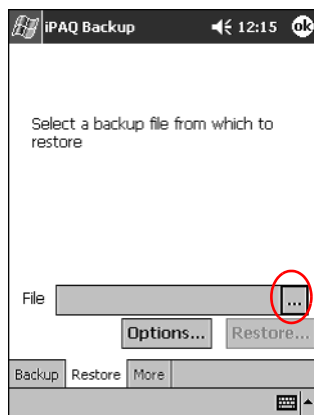 iPAQ Backup 12:15 ok
Select a backup file from which to
restore
File ...
Options... Restore...
Backup Restore More